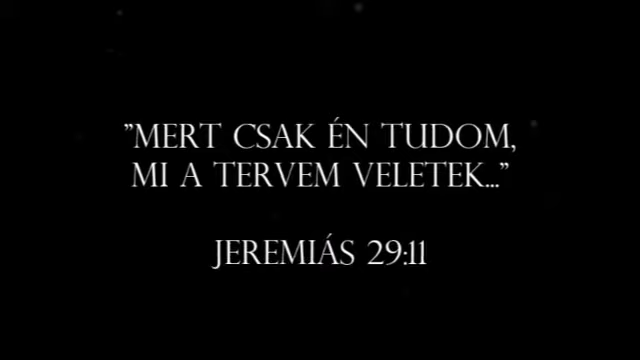 ”MERT CSAK ÉN TUDOM,
MI A TERVEM VELETEK...”
JEREMIÁS 29:11